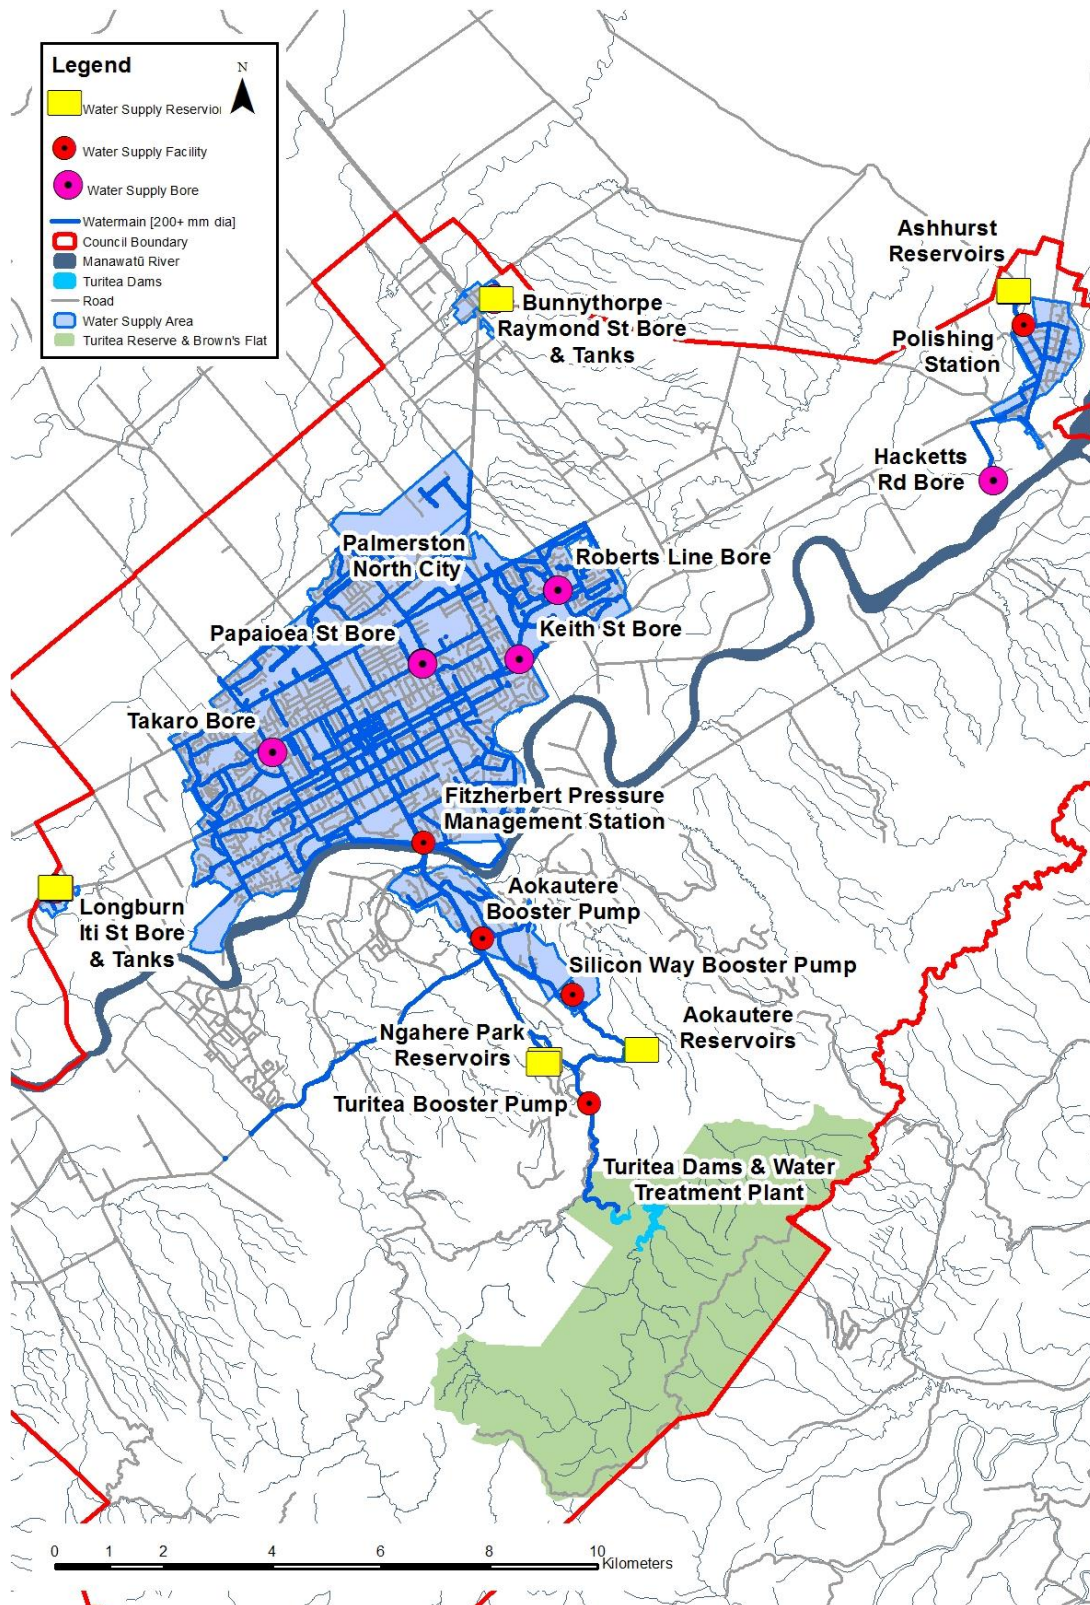 Legend
N
Water Supply Reservior
Water Supply Facility
Water Supply Bore
Watermain [200+ mm dia]
Council Boundary
Manawatū River
Turitea Dams
Road
Water Supply Area
Turitea Reserve & Brown's Flat
Ashhurst
Reservoirs
Bunnythorpe
Raymond St Bore
& Tanks
Polishing
Station
Hacketts
Rd Bore
Palmerston
North City
Roberts Line Bore
Papaioea St Bore
Keith St Bore
Takaro Bore
Fitzherbert Pressure
Management Station
Longburn
Iti St Bore
& Tanks
Aokautere
Booster Pump
Silicon Way Booster Pump
Aokautere
Reservoirs
Ngahere Park
Reservoirs
Turitea Booster Pump
Turitea Dams & Water
Treatment Plant
0 1 2 4 6 8 10
Kilometers